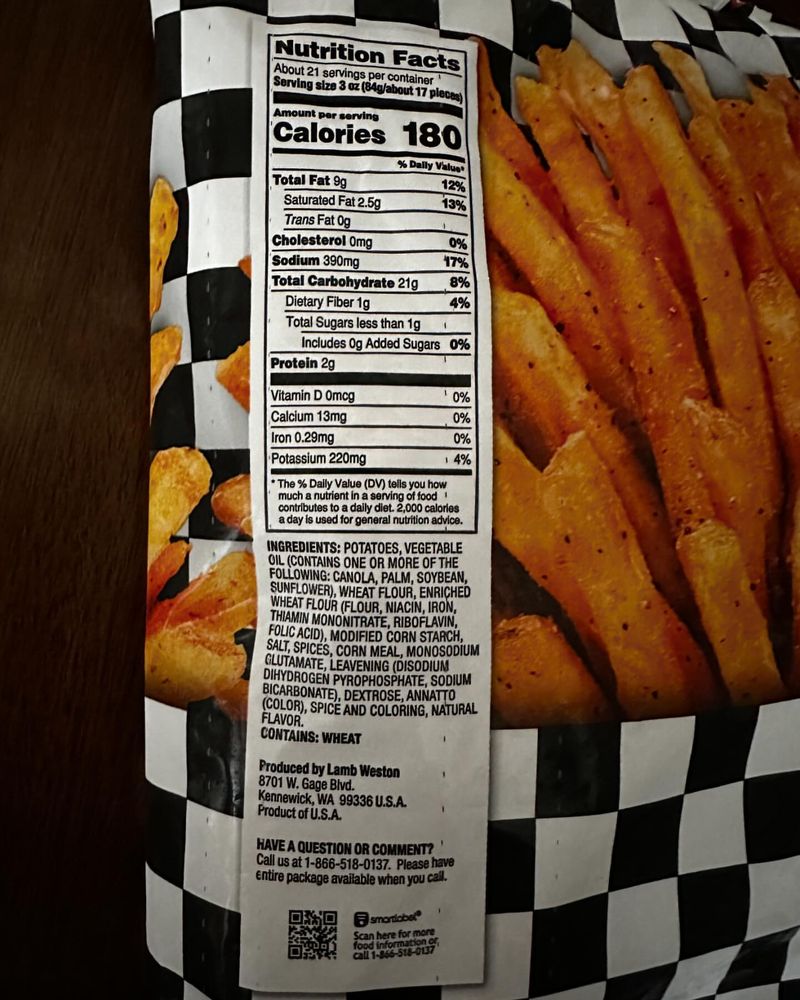 Nutrition Facts
About 21 servings per container
Serving size 3 oz (84g/about 17 pieces)
Amount per serving
Calories 180
% Daily Value*
Total Fat 9g 12%
Saturated Fat 2.5g 13%
Trans Fat 0g
Cholesterol 0mg 0%
Sodium 390mg 17%
Total Carbohydrate 21g 8%
Dietary Fiber 1g 4%
Total Sugars less than 1g
Includes 0g Added Sugars 0%
Protein 2g
Vitamin D 0mcg 0%
Calcium 13mg 0%
Iron 0.29mg 0%
Potassium 220mg 4%
* The % Daily Value (DV) tells you how
much a nutrient in a serving of food
contributes to a daily diet. 2,000 calories
a day is used for general nutrition advice.
INGREDIENTS: POTATOES, VEGETABLE
OIL (CONTAINS ONE OR MORE OF THE
FOLLOWING: CANOLA, PALM, SOYBEAN,
SUNFLOWER), WHEAT FLOUR, ENRICHED
WHEAT FLOUR (FLOUR, NIACIN, IRON,
THIAMIN MONONITRATE, RIBOFLAVIN,
FOLIC ACID), MODIFIED CORN STARCH,
SALT, SPICES, CORN MEAL, MONOSODIUM
GLUTAMATE, LEAVENING (DISODIUM
DIHYDROGEN PYROPHOSPHATE, SODIUM
BICARBONATE), DEXTROSE, ANNATTO
(COLOR), SPICE AND COLORING, NATURAL
FLAVOR.
CONTAINS: WHEAT
Produced by Lamb Weston
8701 W. Gage Blvd.
Kennewick, WA 99336 U.S.A.
Product of U.S.A.
HAVE A QUESTION OR COMMENT?
Call us at 1-866-518-0137. Please have
entire package available when you call.
smartlabel®
Scan here for more
food information or,
call 1-866-518-0137